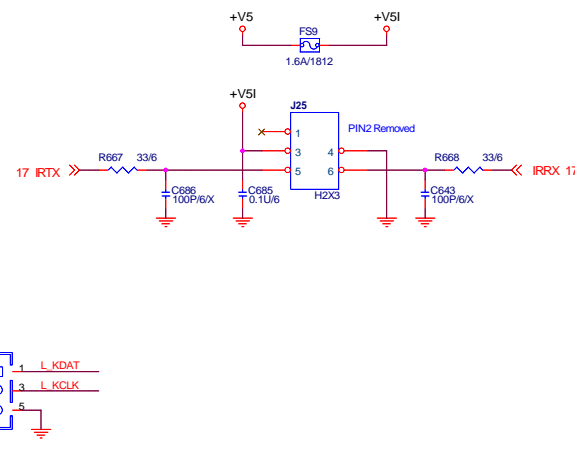 +V5
+V5I
FS9
1.6A/1812
+V5I
J25
PIN2 Removed
1
3
4
5
6
H2X3
17 IRTX
R667 33/6
R668 33/6
IRRX 17
C686
100P/6/X
C685
0.1U/6
C643
100P/6/X
1 L_KDAT
3 L_KCLK
5